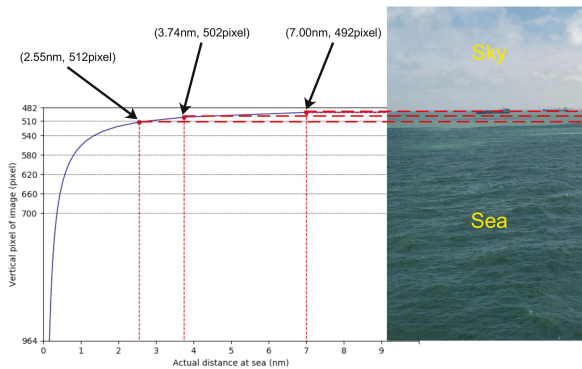 (3.74nm, 502pixel)
(7.00nm, 492pixel)
(2.55nm, 512pixel)
Sky
482
510
540
580
620
660
700
964
Sea
Vertical pixel of image (pixel)
0 1 2 3 4 5 6 7 8 9
Actual distance at sea (nm)